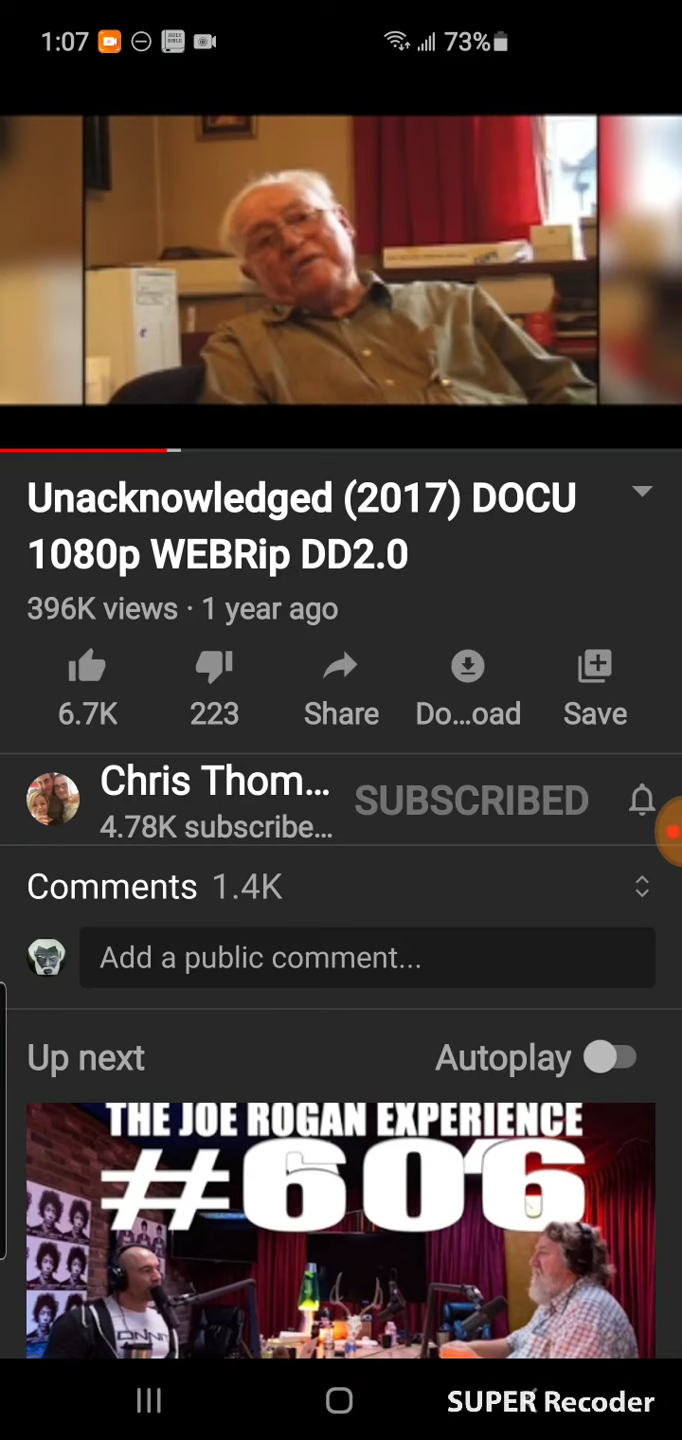 1:07 73%
Unacknowledged (2017) DOCU
1080p WEBRip DD2.0
396K views · 1 year ago
6.7K 223 Share Do...oad Save
Chris Thom...
SUBSCRIBED
4.78K subscribe...
Comments 1.4K
Add a public comment...
Up next Autoplay
THE JOE ROGAN EXPERIENCE
#606
ONNIT
SUPER Recoder